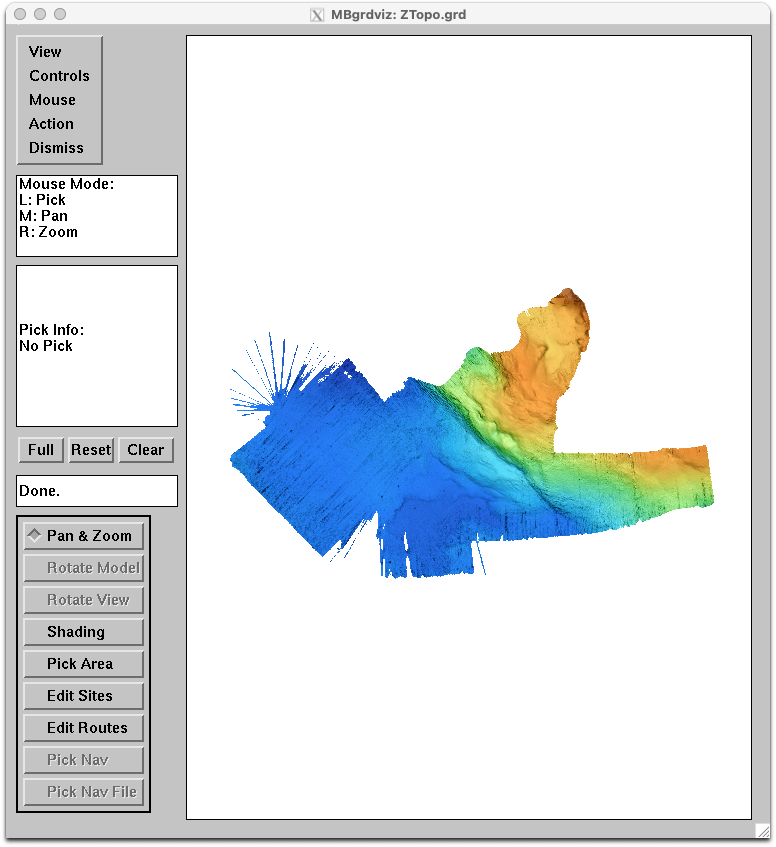 MBgrdviz: ZTopo.grd
View
Controls
Mouse
Action
Dismiss
Mouse Mode:
L: Pick
M: Pan
R: Zoom
Pick Info:
No Pick
Full Reset Clear
Done.
Pan & Zoom
Rotate Model
Rotate View
Shading
Pick Area
Edit Sites
Edit Routes
Pick Nav
Pick Nav File